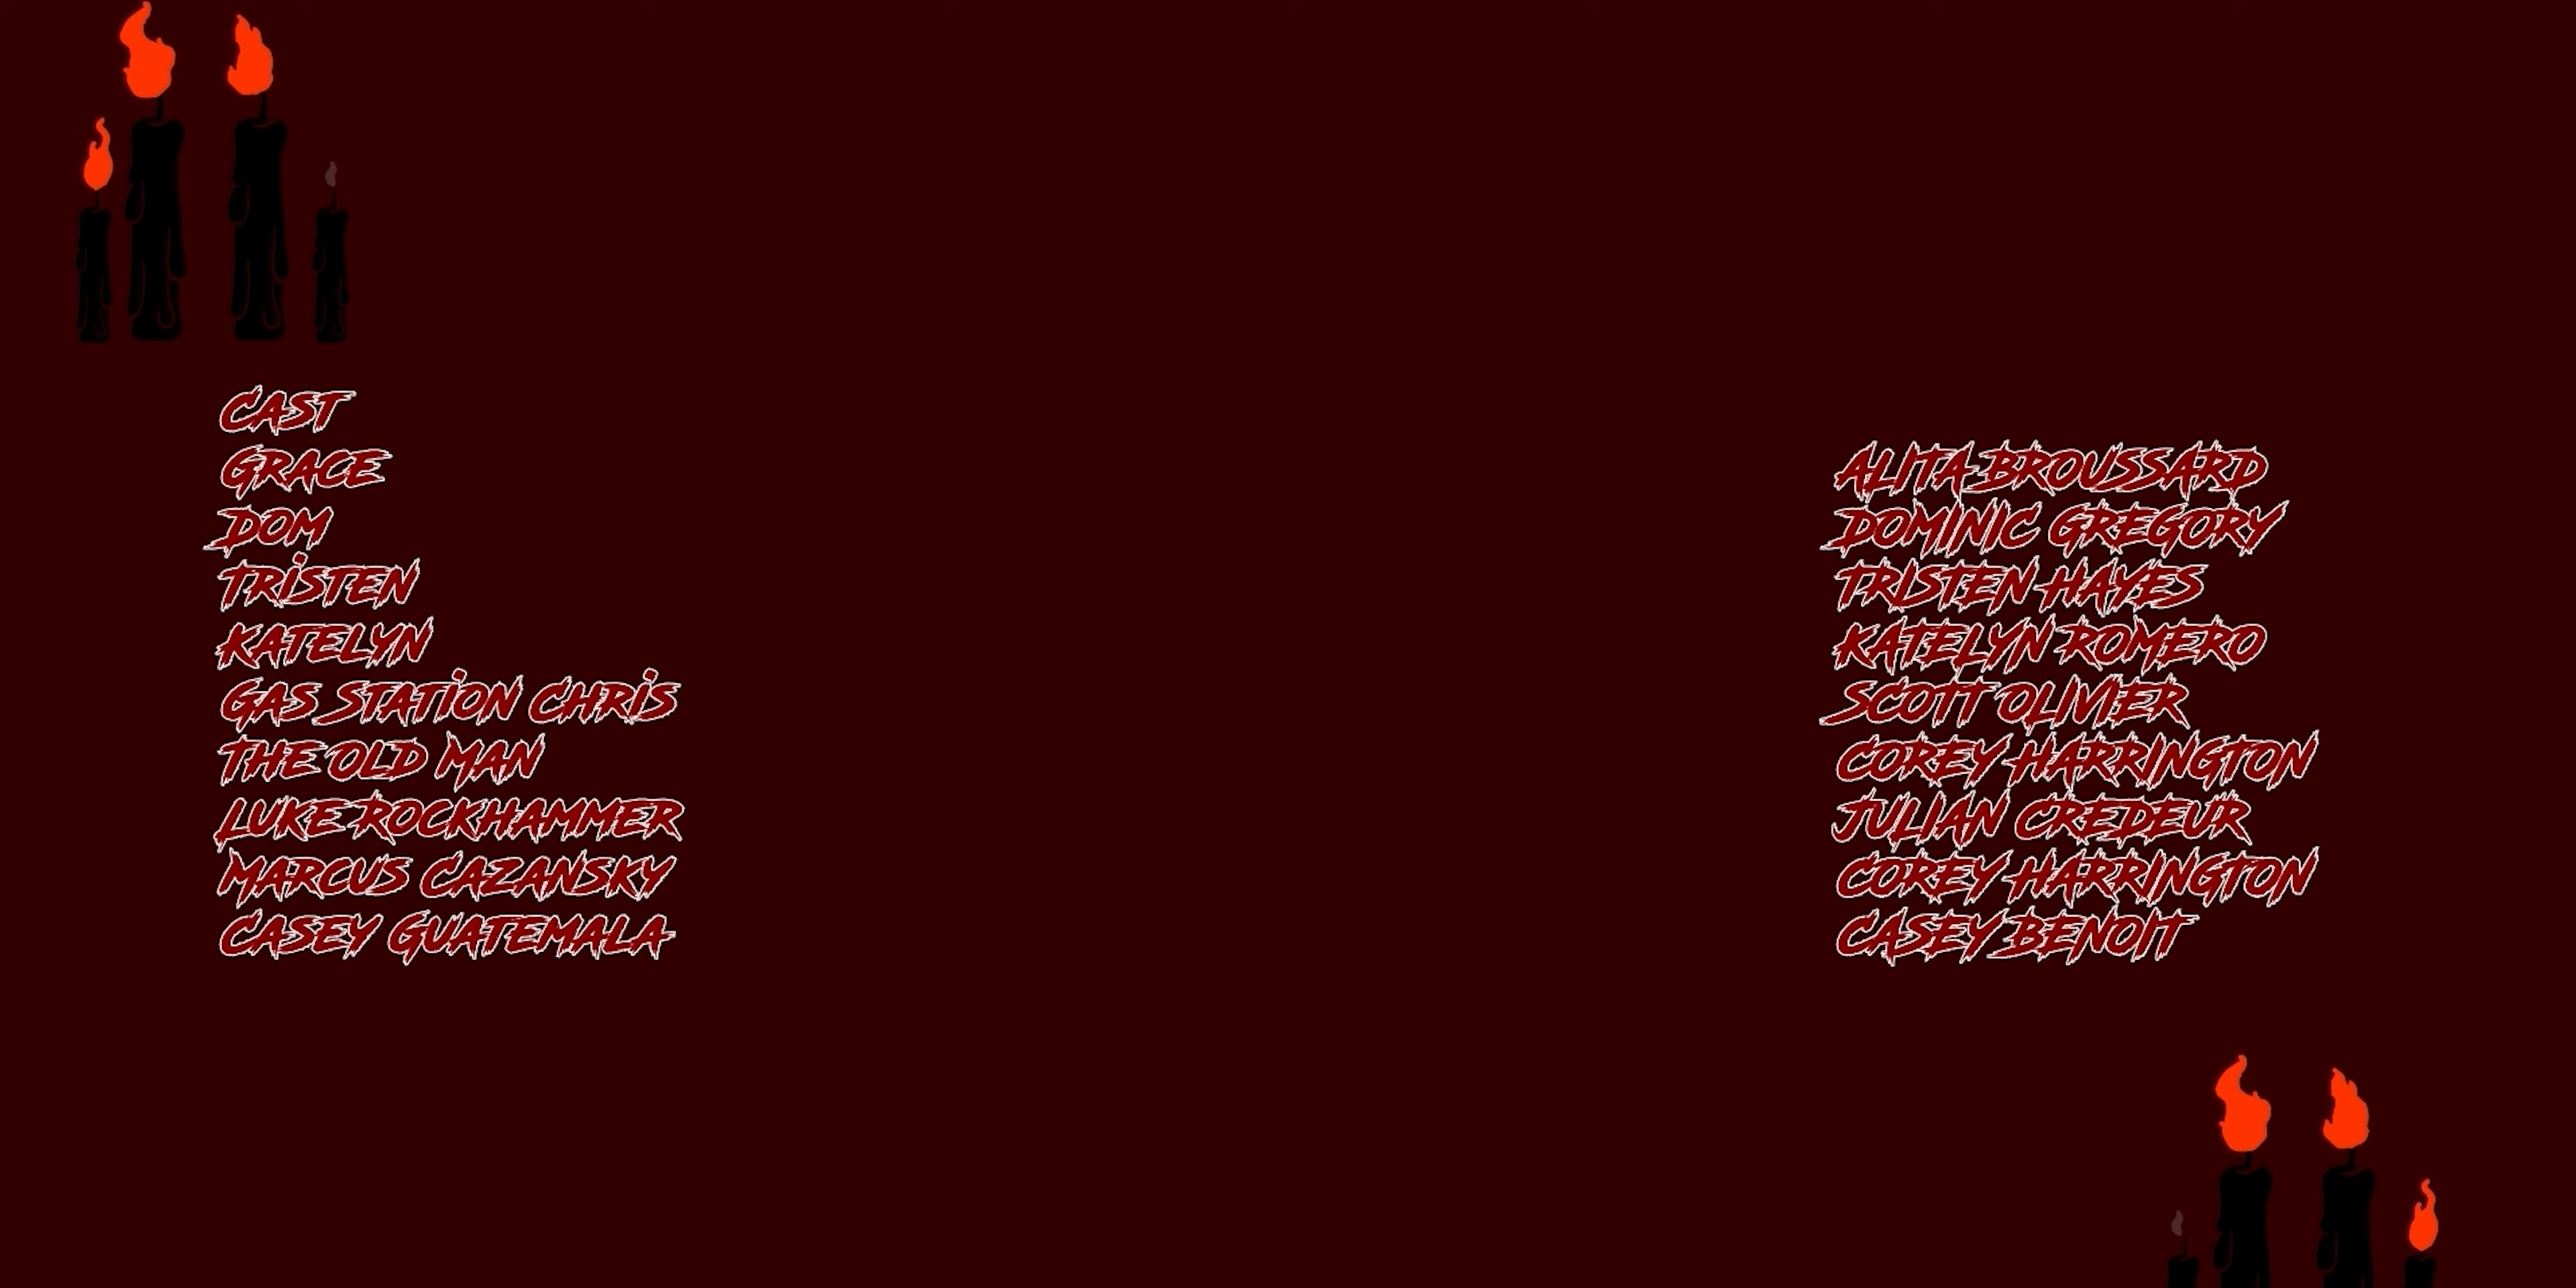 CAST
GRACE ALITA BROUSSARD
DOM DOMINIC GREGORY
TRISTEN TRISTEN HAYES
KATELYN KATELYN ROMERO
GAS STATION CHRIS SCOTT OLIVIER
THE OLD MAN COREY HARRINGTON
LUKE ROCKHAMMER JULIAN CREDEUR
MARCUS CAZANSKY COREY HARRINGTON
CASEY GUATEMALA CASEY BENOIT